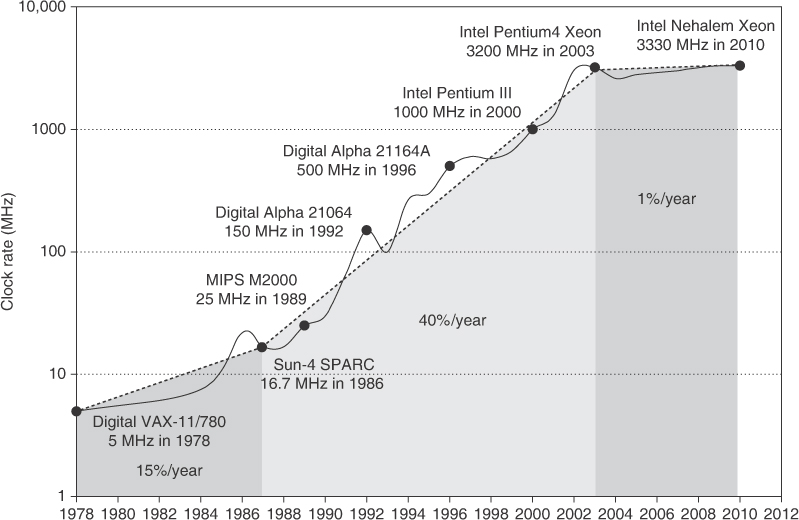 10,000
1000
100
10
1
Clock rate (MHz)
Intel Pentium4 Xeon
3200 MHz in 2003
Intel Nehalem Xeon
3330 MHz in 2010
Intel Pentium III
1000 MHz in 2000
Digital Alpha 21164A
500 MHz in 1996
Digital Alpha 21064
150 MHz in 1992
MIPS M2000
25 MHz in 1989
Sun-4 SPARC
16.7 MHz in 1986
Digital VAX-11/780
5 MHz in 1978
15%/year
40%/year
1%/year
1978 1980 1982 1984 1986 1988 1990 1992 1994 1996 1998 2000 2002 2004 2006 2008 2010 2012